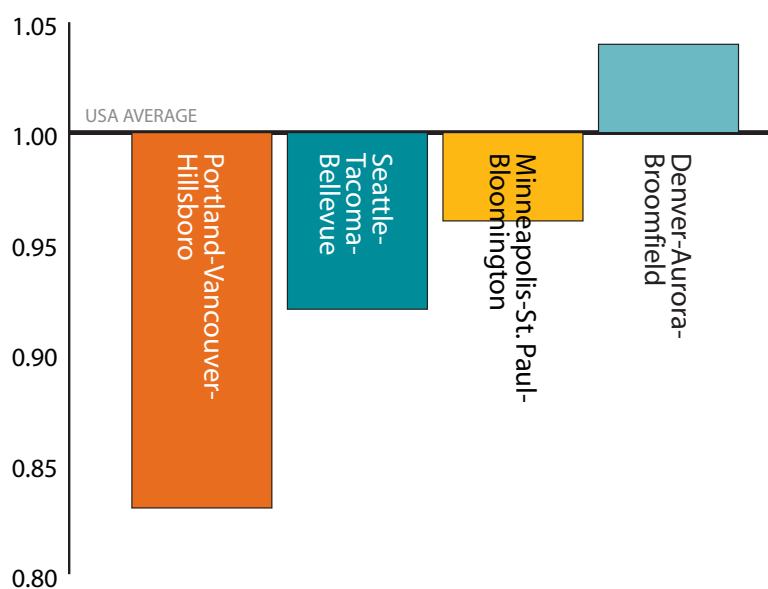 1.05
USA AVERAGE
1.00
0.95
0.90
0.85
0.80
Portland-Vancouver-
Hillsboro
Seattle-
Tacoma-
Bellevue
Minneapolis-St. Paul-
Bloomington
Denver-Aurora-
Broomfield